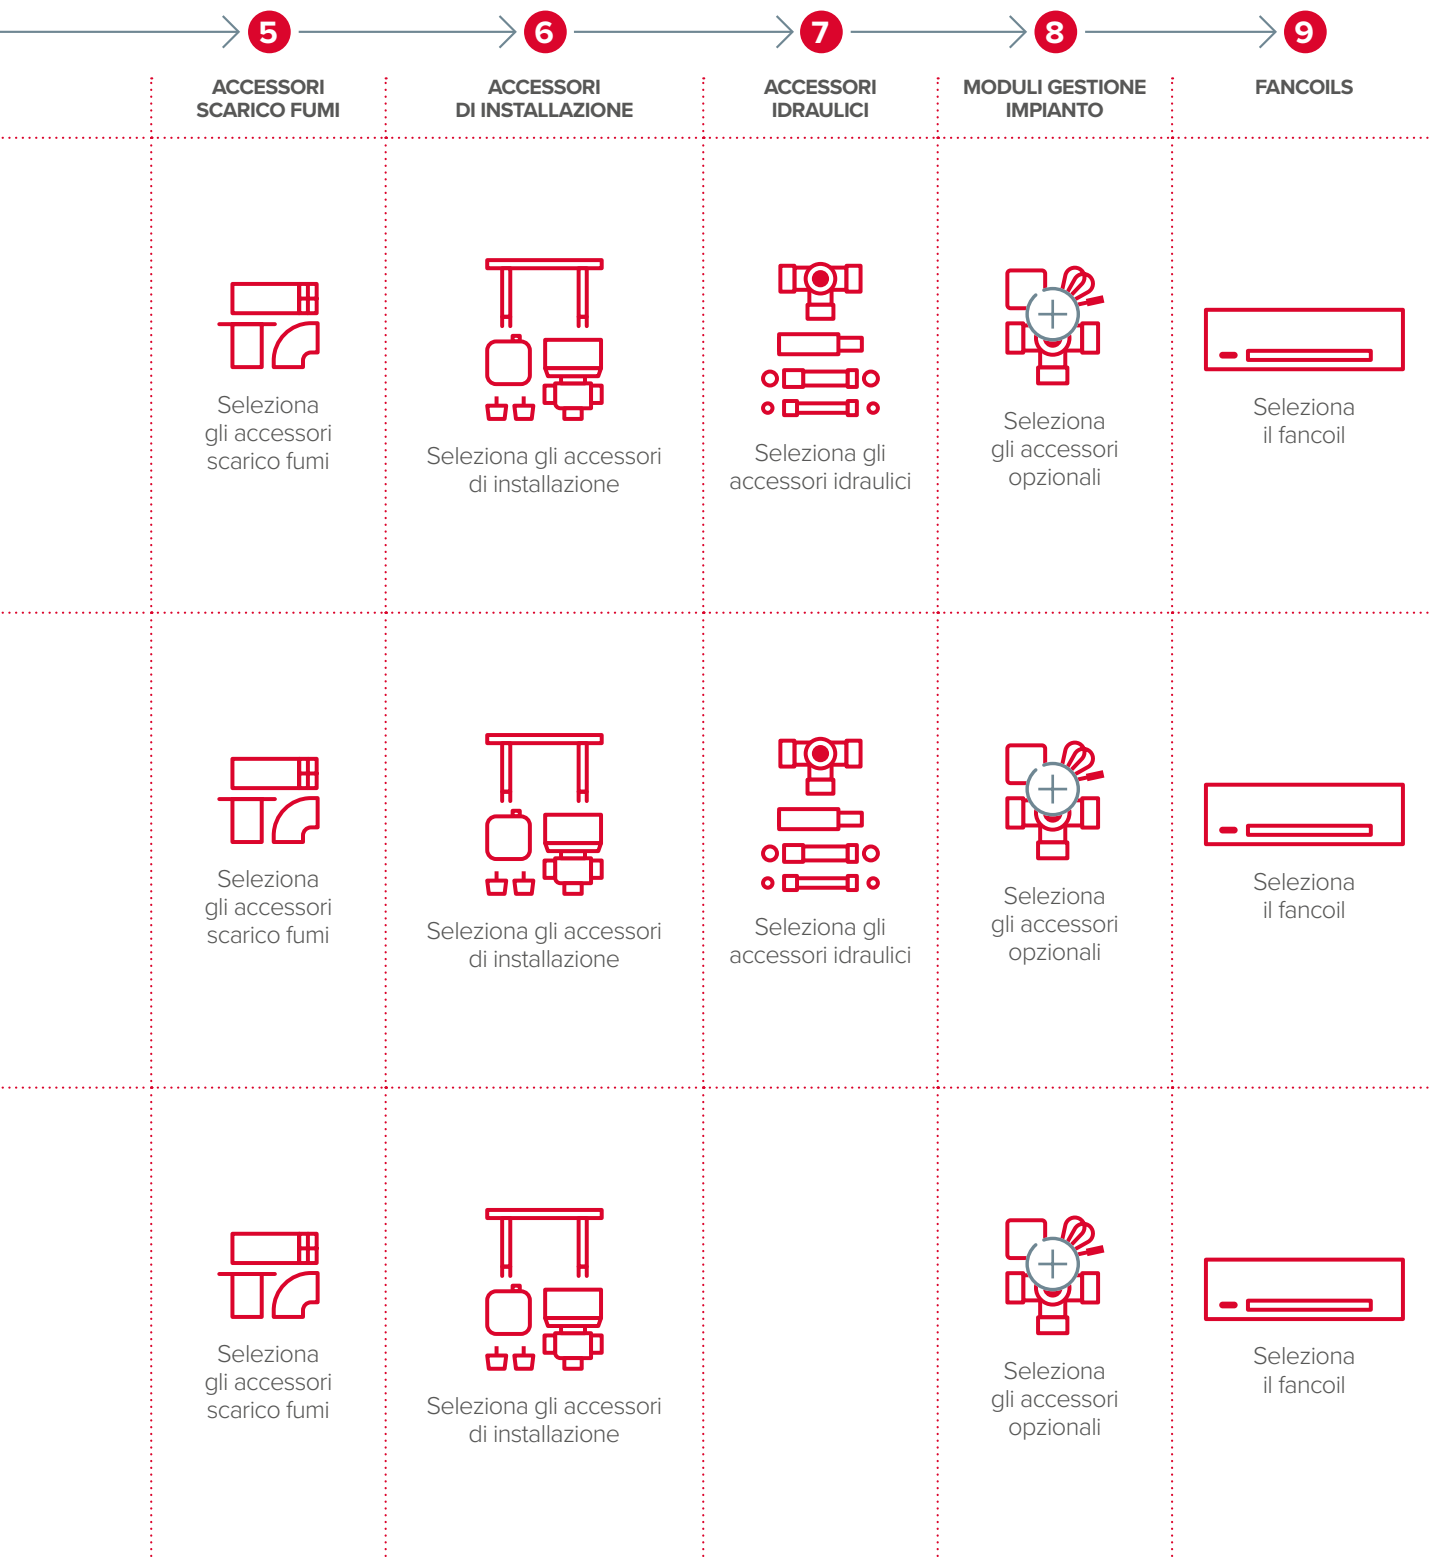 5
6
7
8
9
ACCESSORI
SCARICO FUMI
ACCESSORI
DI INSTALLAZIONE
ACCESSORI
IDRAULICI
MODULI GESTIONE
IMPIANTO
FANCOILS
Seleziona
gli accessori
scarico fumi
Seleziona gli accessori
di installazione
Seleziona gli
accessori idraulici
Seleziona
gli accessori
opzionali
Seleziona
il fancoil
Seleziona
gli accessori
scarico fumi
Seleziona gli accessori
di installazione
Seleziona gli
accessori idraulici
Seleziona
gli accessori
opzionali
Seleziona
il fancoil
Seleziona
gli accessori
scarico fumi
Seleziona gli accessori
di installazione
Seleziona
gli accessori
opzionali
Seleziona
il fancoil